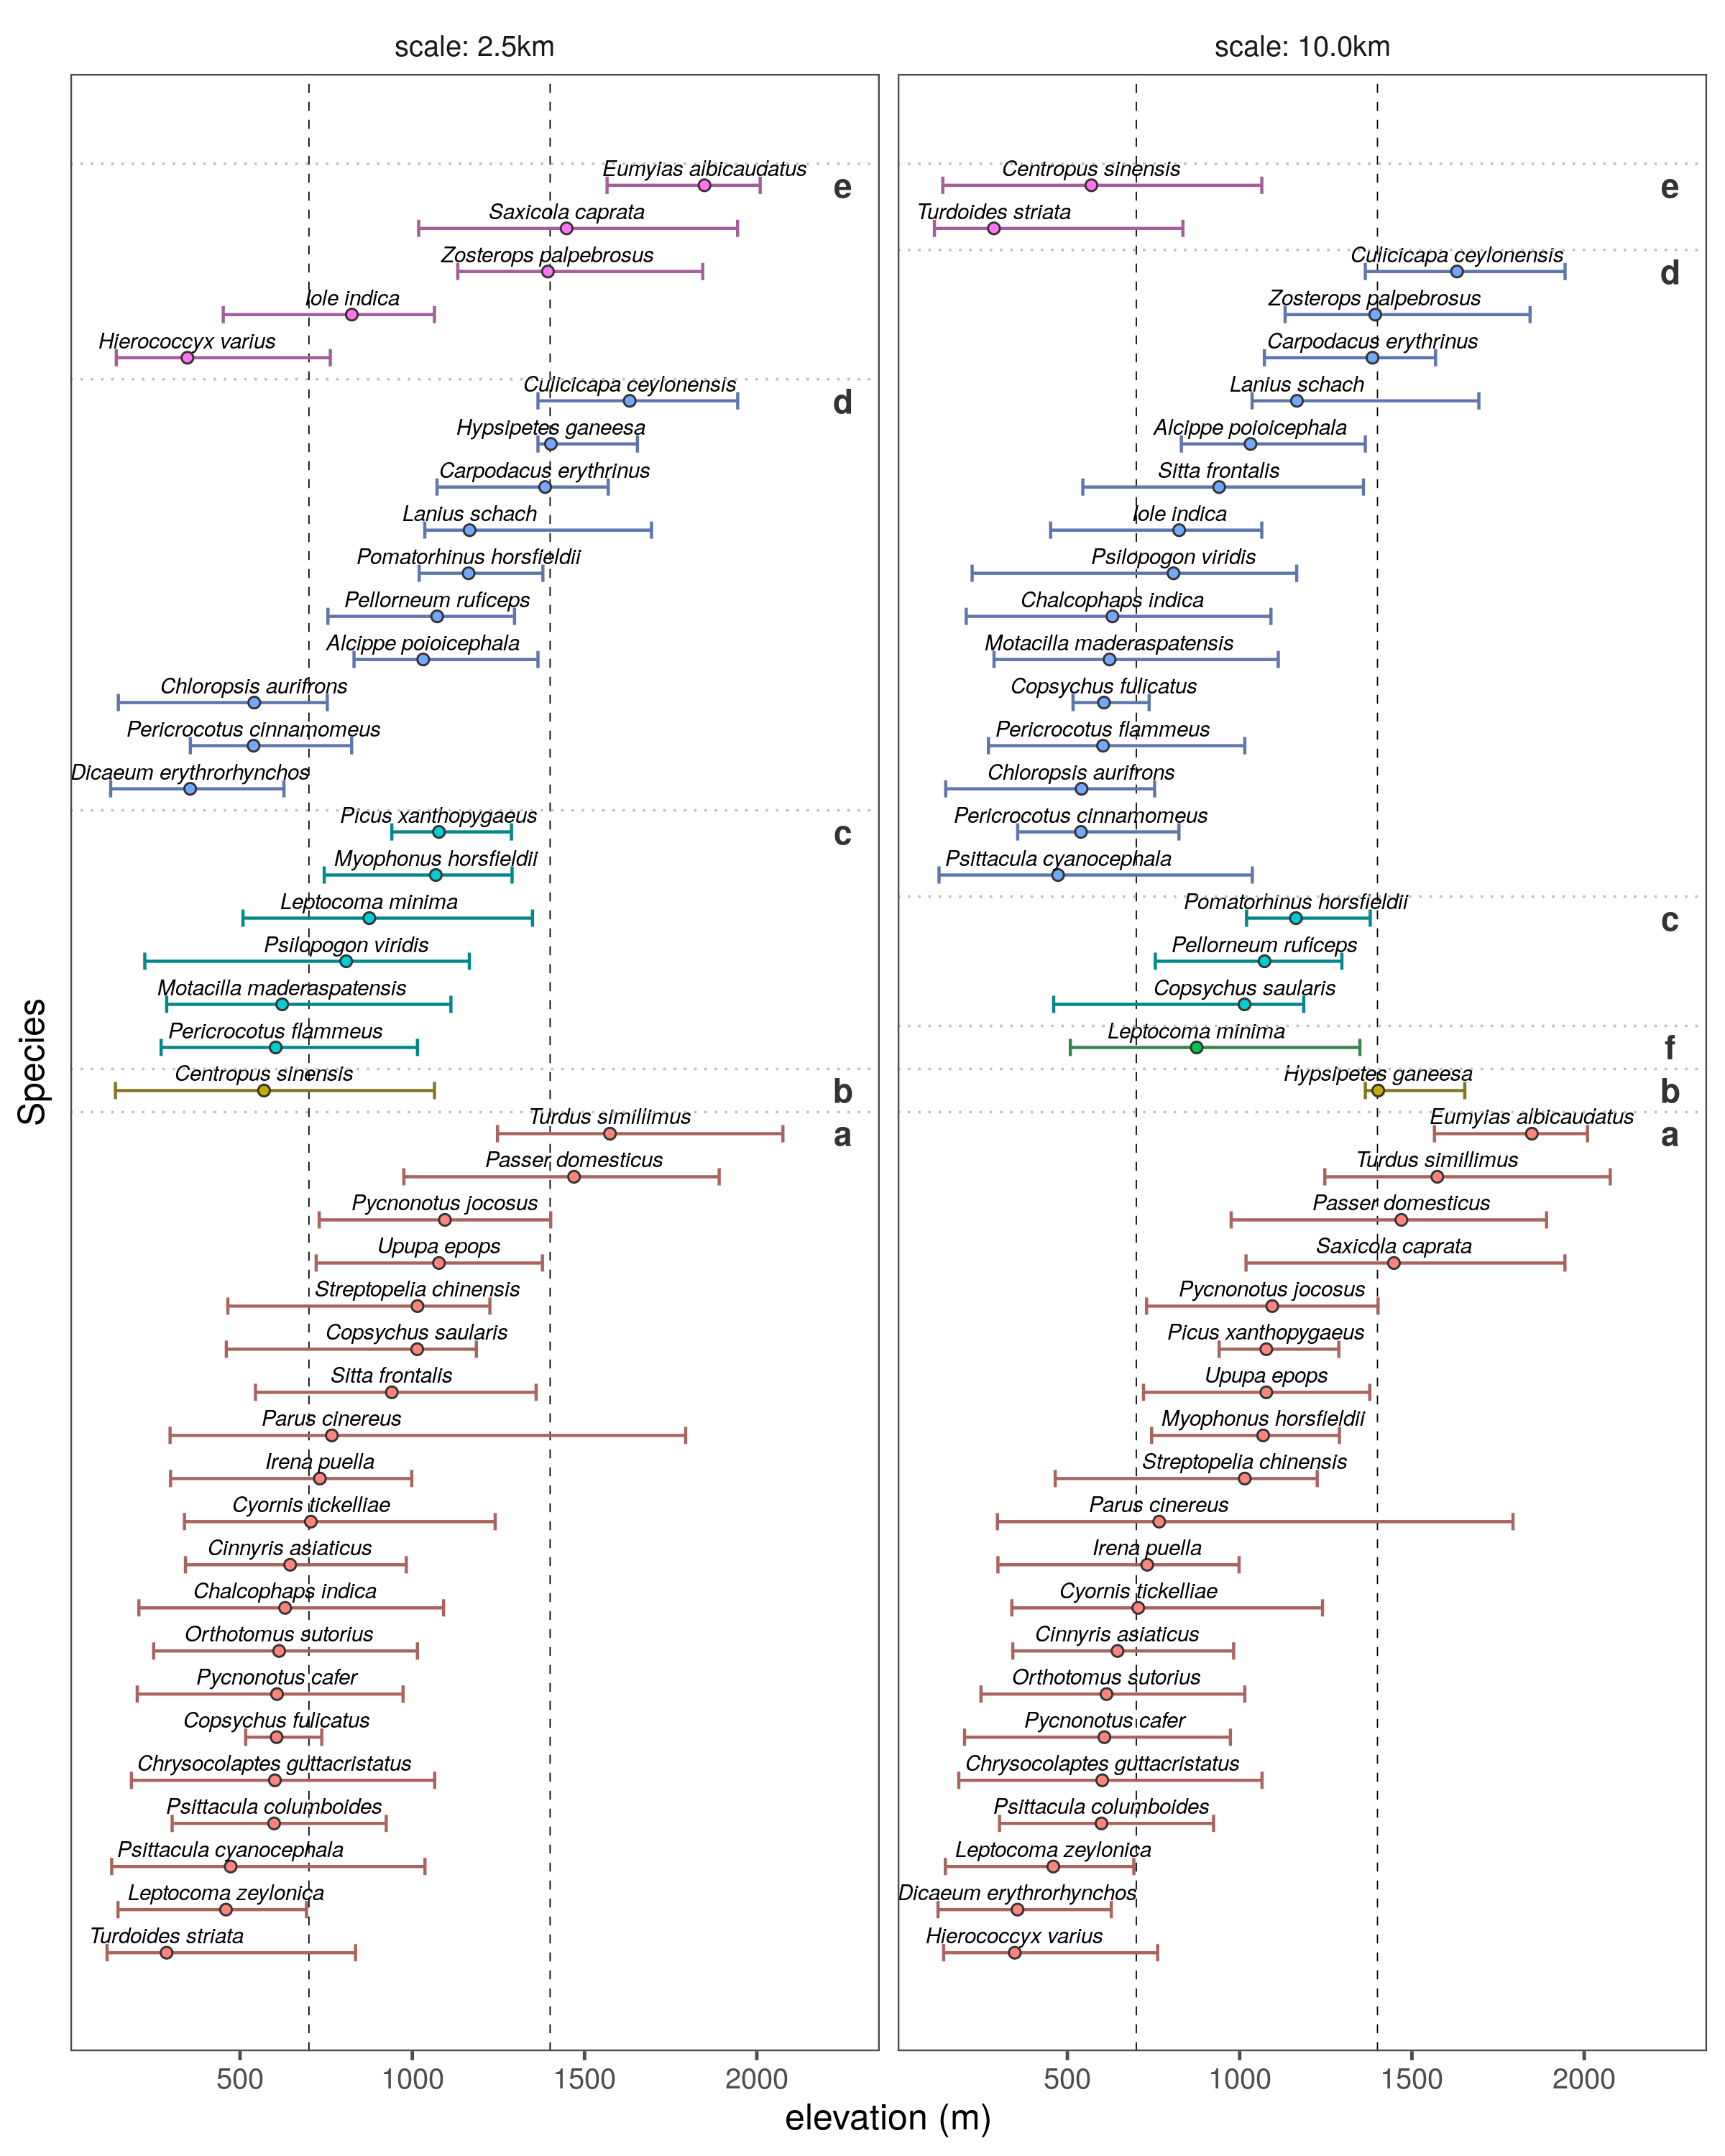 scale: 2.5km
Eumyias albicaudatus
e
Saxicola caprata
Zosterops palpebrosus
Iole indica
Hierococcyx varius
Culicicapa ceylonensis
d
Hypsipetes ganeesa
Carpodacus erythrinus
Lanius schach
Pomatorhinus horsfieldii
Pellorneum ruficeps
Alcippe poioicephala
Chloropsis aurifrons
Pericrocotus cinnamomeus
Dicaeum erythrorhynchos
Picus xanthopygaeus
c
Myophonus horsfieldii
Leptocoma minima
Psilopogon viridis
Motacilla maderaspatensis
Pericrocotus flammeus
Centropus sinensis
b
Turdus simillimus
a
Passer domesticus
Pycnonotus jocosus
Upupa epops
Streptopelia chinensis
Copsychus saularis
Sitta frontalis
Parus cinereus
Irena puella
Cyornis tickelliae
Cinnyris asiaticus
Chalcophaps indica
Orthotomus sutorius
Pycnonotus cafer
Copsychus fulicatus
Chrysocolaptes guttacristatus
Psittacula columboides
Psittacula cyanocephala
Leptocoma zeylonica
Turdoides striata
500 1000 1500 2000
scale: 10.0km
Centropus sinensis
e
Turdoides striata
Culicicapa ceylonensis
d
Zosterops palpebrosus
Carpodacus erythrinus
Lanius schach
Alcippe poioicephala
Sitta frontalis
Iole indica
Psilopogon viridis
Chalcophaps indica
Motacilla maderaspatensis
Copsychus fulicatus
Pericrocotus flammeus
Chloropsis aurifrons
Pericrocotus cinnamomeus
Psittacula cyanocephala
Pomatorhinus horsfieldii
c
Pellorneum ruficeps
Copsychus saularis
Leptocoma minima
f
Hypsipetes ganeesa
b
Eumyias albicaudatus
a
Turdus simillimus
Passer domesticus
Saxicola caprata
Pycnonotus jocosus
Picus xanthopygaeus
Upupa epops
Myophonus horsfieldii
Streptopelia chinensis
Parus cinereus
Irena puella
Cyornis tickelliae
Cinnyris asiaticus
Orthotomus sutorius
Pycnonotus cafer
Chrysocolaptes guttacristatus
Psittacula columboides
Leptocoma zeylonica
Dicaeum erythrorhynchos
Hierococcyx varius
500 1000 1500 2000
Species
elevation (m)